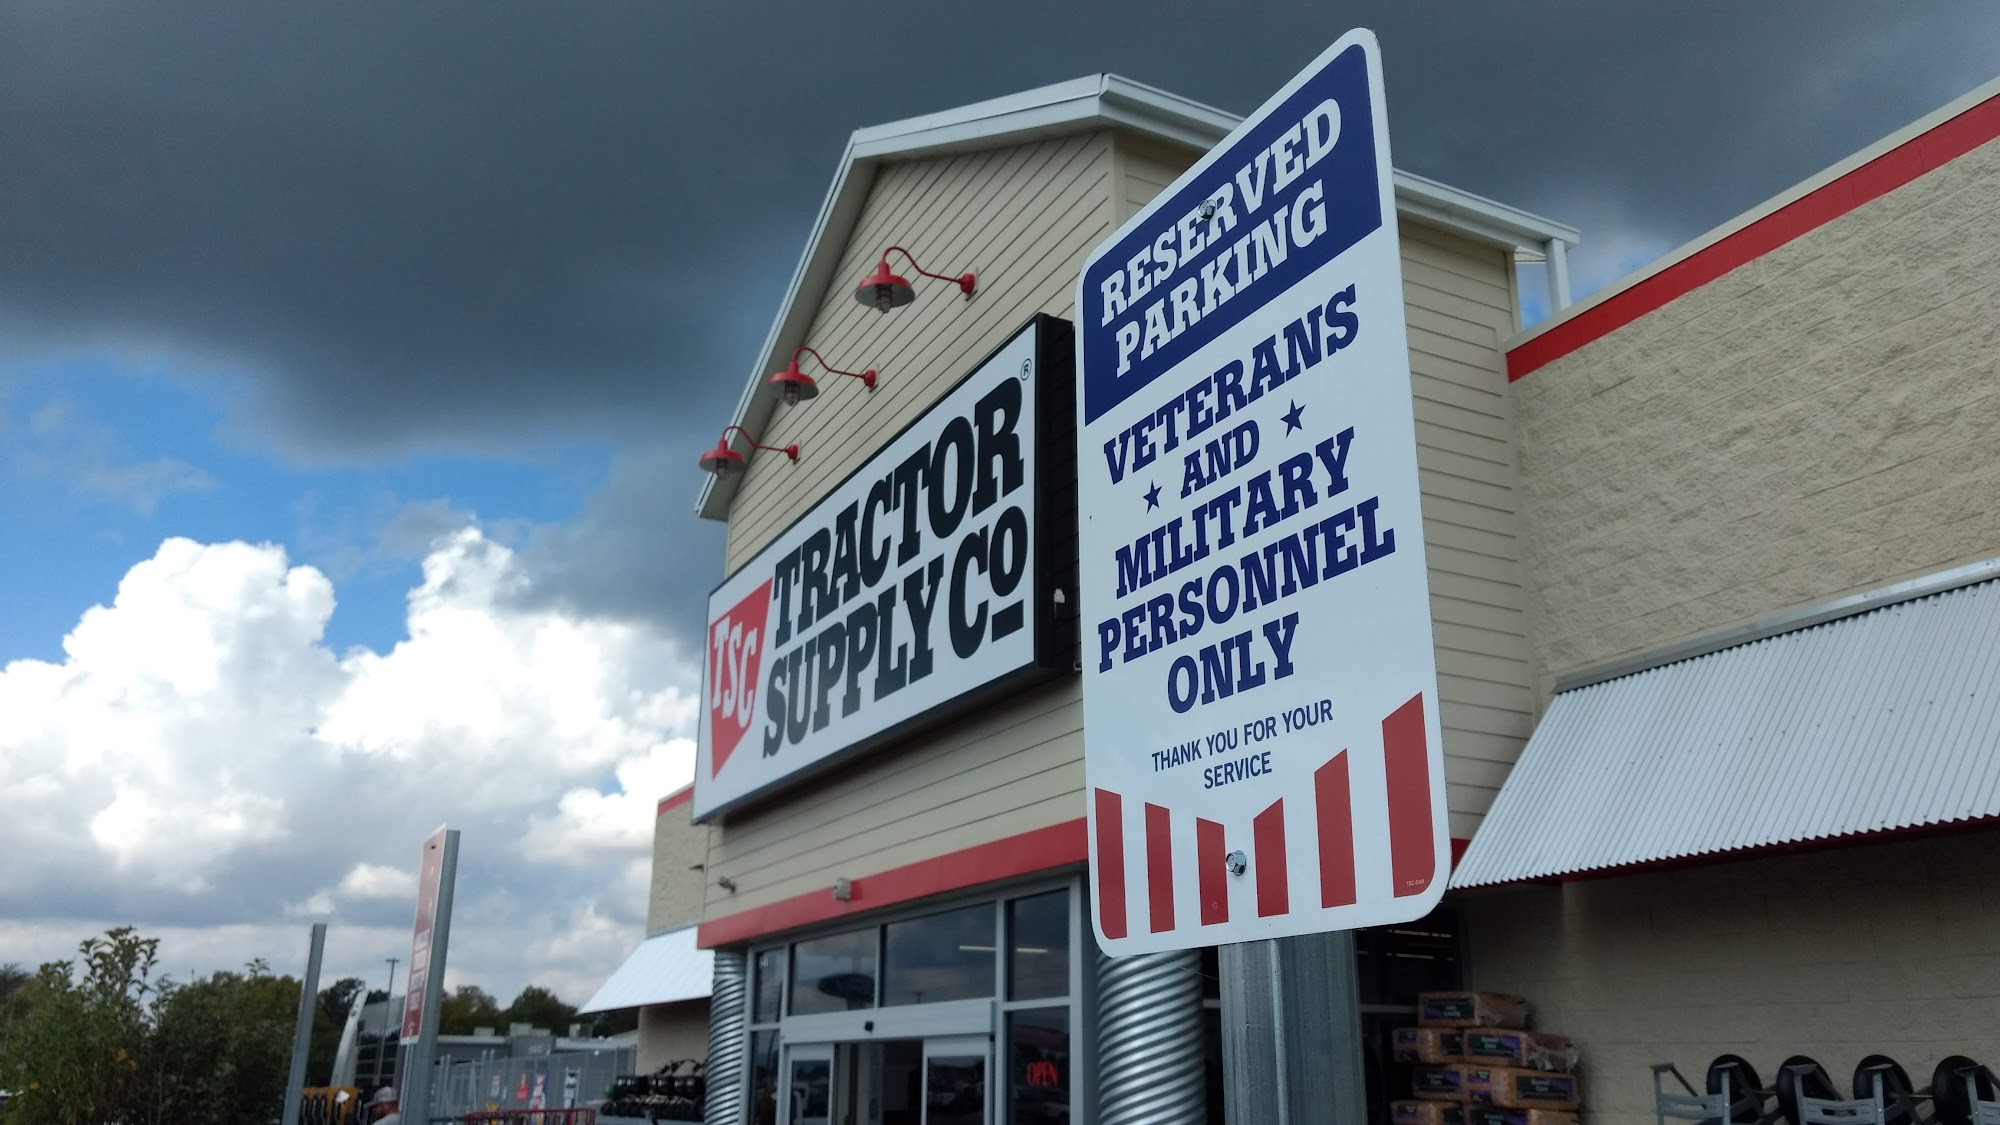 RESERVED
PARKING
VETERANS
AND
MILITARY
PERSONNEL
ONLY
THANK YOU FOR YOUR
SERVICE
TSC
TRACTOR®
SUPPLY Co
OPEN